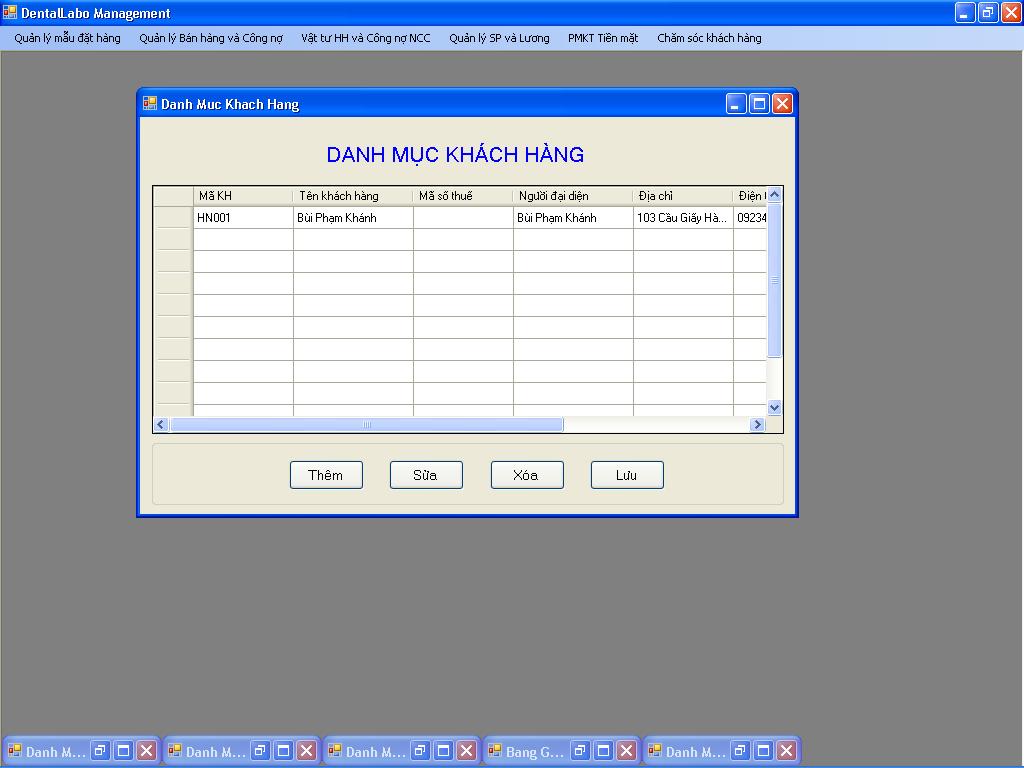 DentalLabo Management
Quản lý mẫu đặt hàng Quản lý Bán hàng và Công nợ Vật tư HH và Công nợ NCC Quản lý SP và Lương PMKT Tiền mặt Chăm sóc khách hàng
Danh Muc Khach Hang
DANH MỤC KHÁCH HÀNG
Mã KH Tên khách hàng Mã số thuế Người đại diện Địa chỉ Điện
HN001 Bùi Phạm Khánh Bùi Phạm Khánh 103 Cầu Giấy Hà...09234
Thêm Sửa Xóa Lưu
Danh M... Danh M... Danh M... Bang G... Danh M...